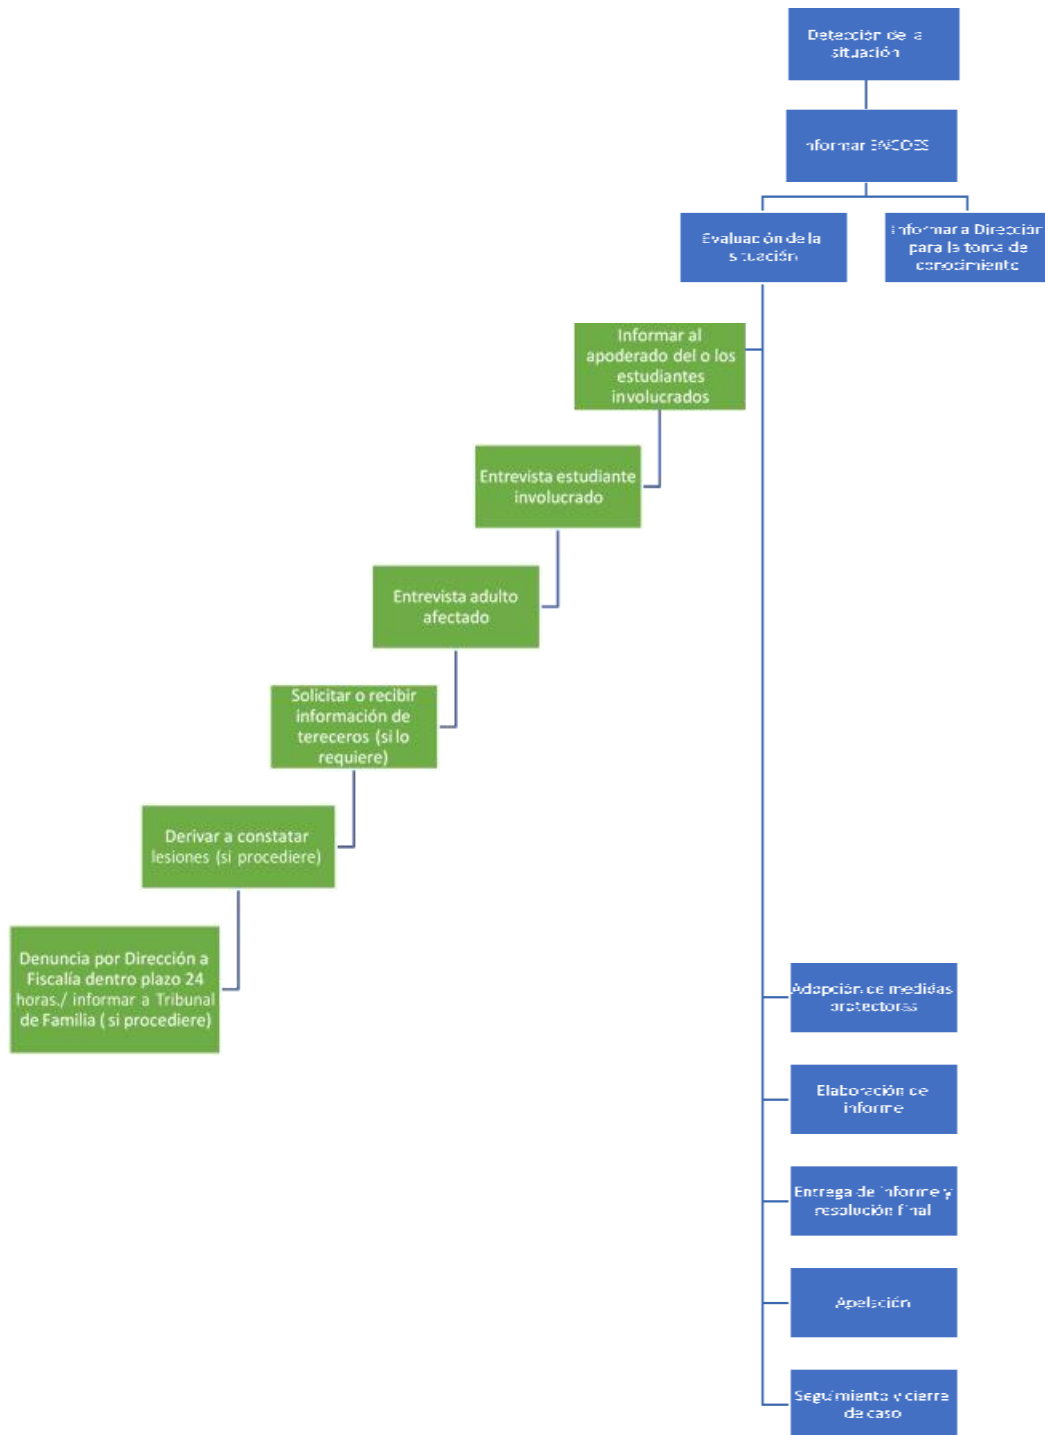 Detección de la
situación
nformar ENCOES
Evaluación de la
situación
Informar a Dirección
para la toma de
conocimiento
Informar al
apoderado del o los
estudiantes
involucrados
Entrevista estudiante
involucrado
Entrevista adulto
afectado
Solicitar o recibir
información de
tereceros (si lo
requiere)
Derivar a constatar
lesiones (si procediere)
Denuncia por Dirección a
Fiscalía dentro plazo 24
horas./ informar a Tribunal
de Familia ( si procediere)
Adopción de medidas
protectoras
Elaboración de
informe
Entrega de informe y
resolución final
Apelación
Seguimiento y cierre
de caso